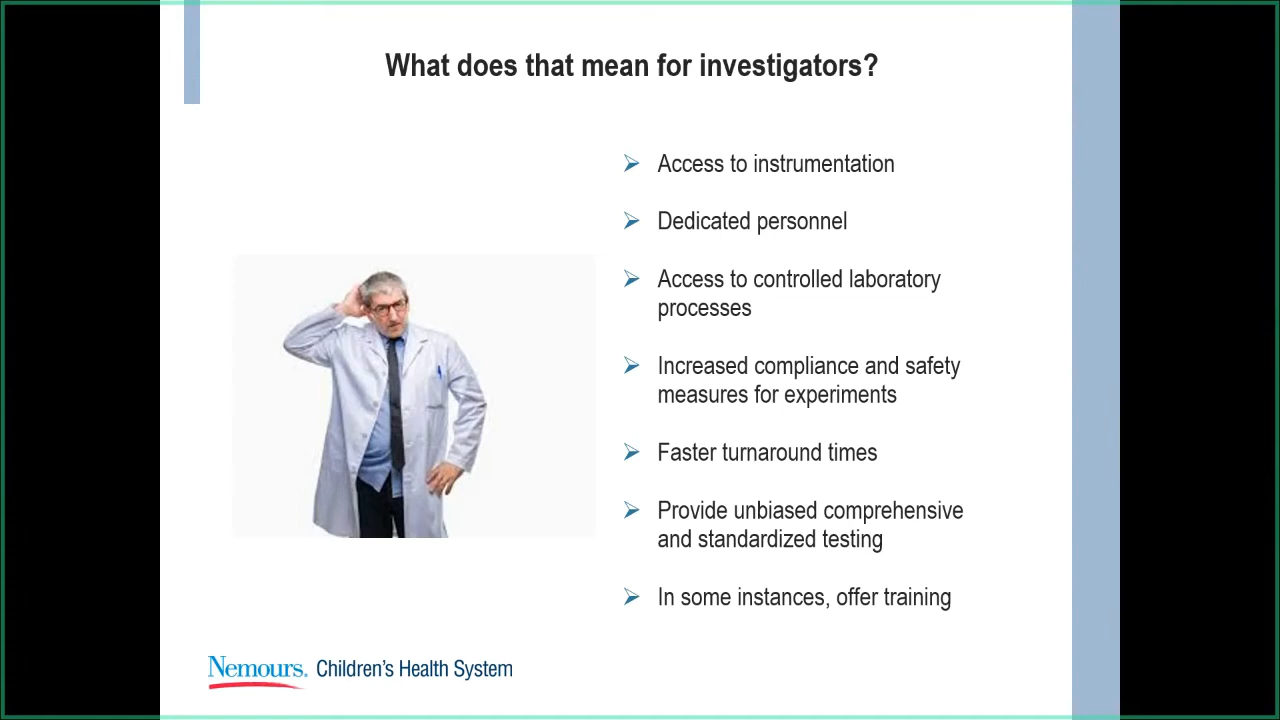 What does that mean for investigators?
Access to instrumentation
Dedicated personnel
Access to controlled laboratory
processes
Increased compliance and safety
measures for experiments
Faster turnaround times
Provide unbiased comprehensive
and standardized testing
In some instances, offer training
Nemours. Children's Health System